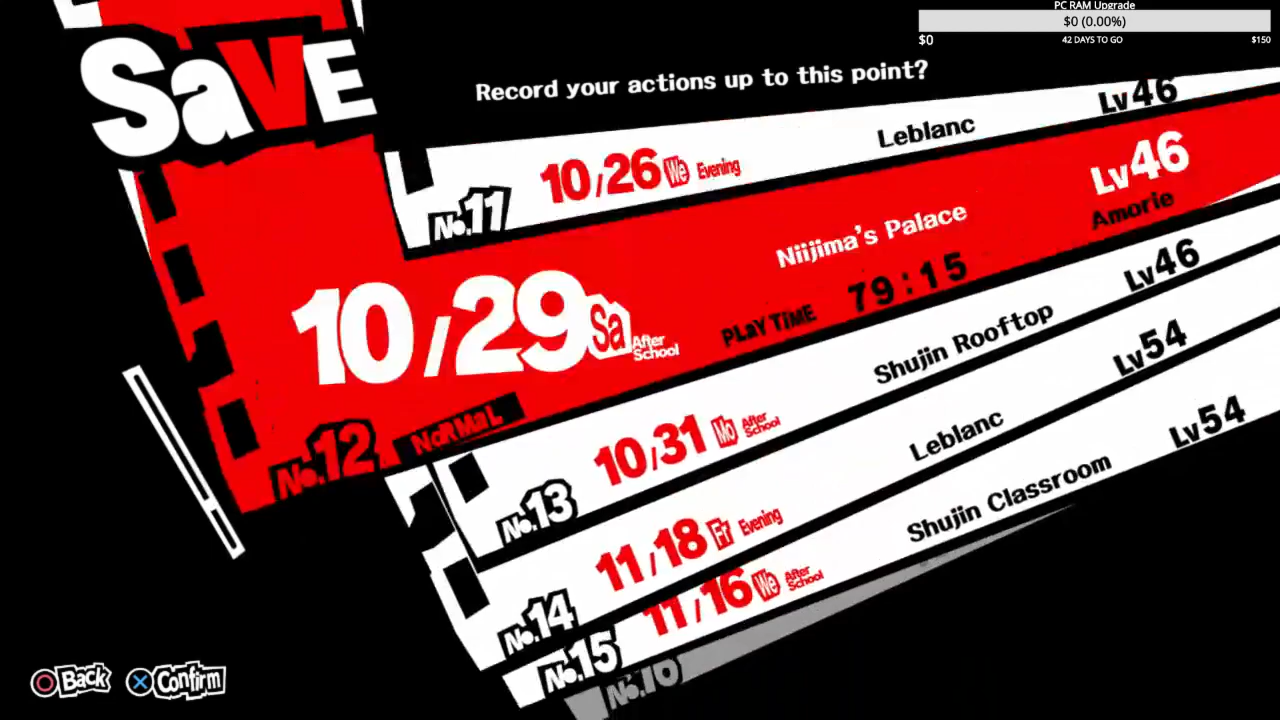 PC RAM Upgrade
$0 (0.00%)
$0 42 DAYS TO GO $150
SaVE
Record your actions up to this point?
No.11 10/26 We Evening Leblanc Lv46
10/29 Sa After School Niijima's Palace Lv46
PLaY TiME 79:15 Amorie
No.12 NoRMaL
No.13 10/31 Mo After School Shujin Rooftop Lv46
No.14 11/18 Fr Evening Leblanc Lv54
No.15 11/16 We After School Shujin Classroom Lv54
No.10
Back Confirm